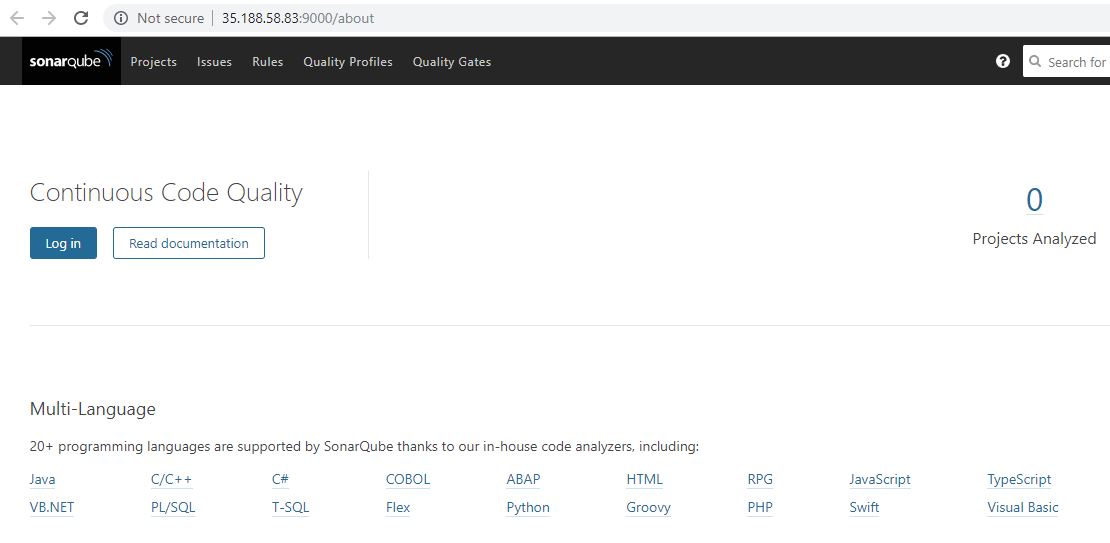 Not secure | 35.188.58.83:9000/about
sonarqube Projects Issues Rules Quality Profiles Quality Gates ? Search for
Continuous Code Quality
Log in Read documentation
0
Projects Analyzed
Multi-Language
20+ programming languages are supported by SonarQube thanks to our in-house code analyzers, including:
Java C/C++ C# COBOL ABAP HTML RPG JavaScript TypeScript
VB.NET PL/SQL T-SQL Flex Python Groovy PHP Swift Visual Basic